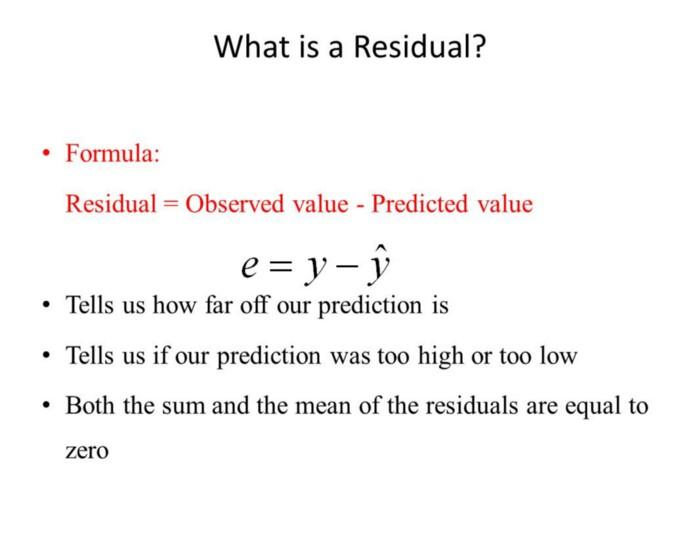 What is a Residual?
• Formula:
Residual = Observed value - Predicted value
e = y − ŷ
• Tells us how far off our prediction is
• Tells us if our prediction was too high or too low
• Both the sum and the mean of the residuals are equal to
zero